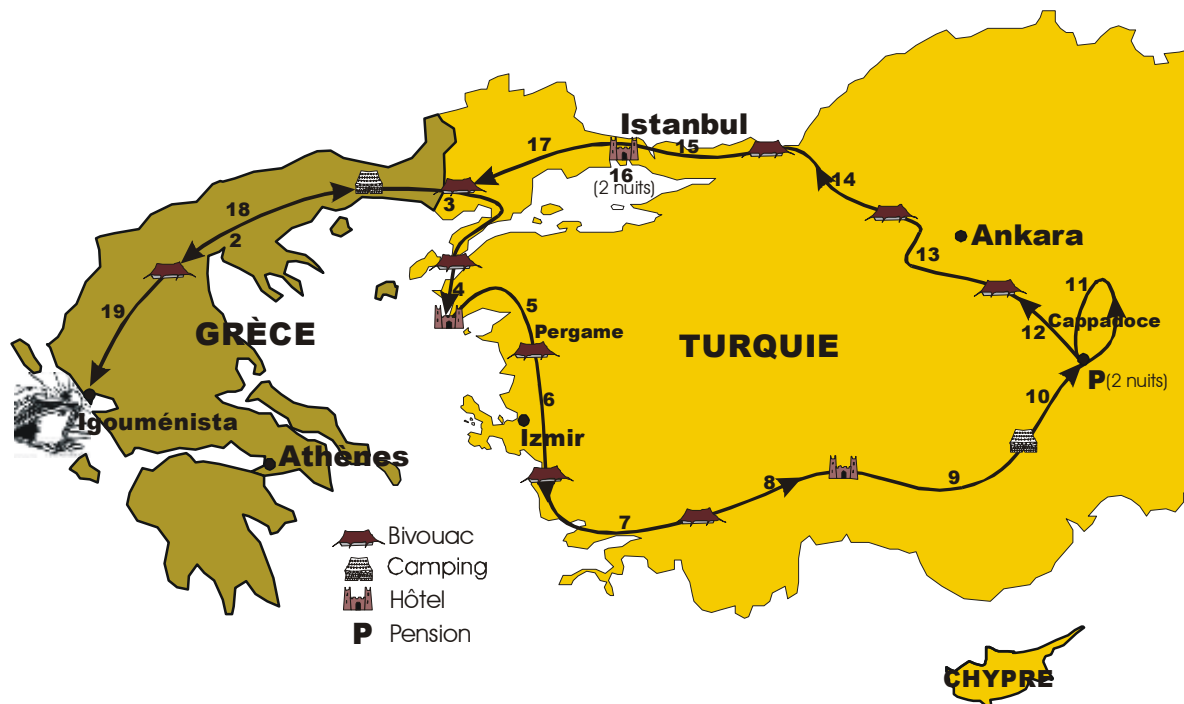 Istanbul
17
15
16
(2 nuits)
14
3
18
2
Ankara
13
4
11
19
5
GRÈCE
Pergame
TURQUIE
12
Cappadoce
P(2 nuits)
6
10
Igouménista
Izmir
Athènes
8
9
7
Bivouac
Camping
Hôtel
P Pension
CHYPRE